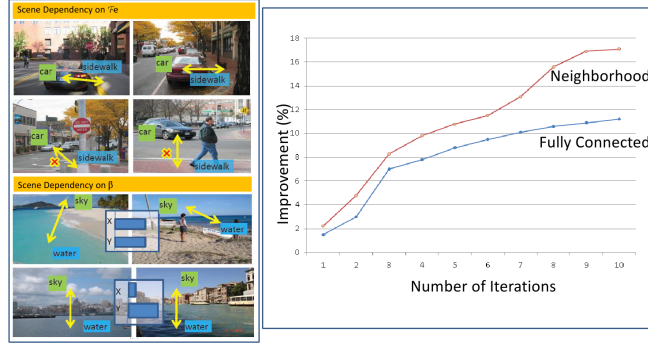 Scene Dependency on ℱe
car
sidewalk
car
sidewalk
car
sidewalk
car
sidewalk
Scene Dependency on β
sky
water
X
Y
sky
water
sky
water
X
Y
sky
water
18
16
14
12
10
8
6
4
2
0
Improvement (%)
Neighborhood
Fully Connected
1 2 3 4 5 6 7 8 9 10
Number of Iterations